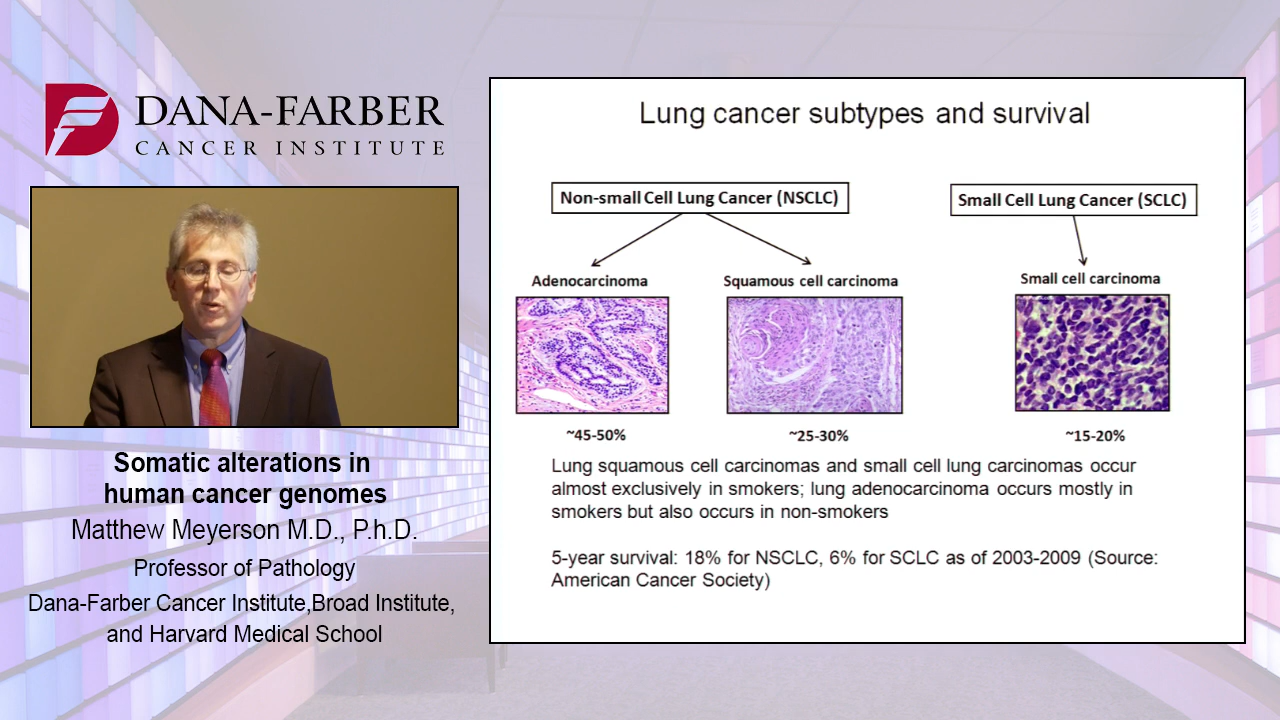 DANA-FARBER
CANCER INSTITUTE
Somatic alterations in
human cancer genomes
Matthew Meyerson M.D., P.h.D.
Professor of Pathology
Dana-Farber Cancer Institute,Broad Institute,
and Harvard Medical School
Lung cancer subtypes and survival
Non-small Cell Lung Cancer (NSCLC)
Small Cell Lung Cancer (SCLC)
Adenocarcinoma
Squamous cell carcinoma
Small cell carcinoma
~45-50%
~25-30%
~15-20%
Lung squamous cell carcinomas and small cell lung carcinomas occur
almost exclusively in smokers; lung adenocarcinoma occurs mostly in
smokers but also occurs in non-smokers
5-year survival: 18% for NSCLC, 6% for SCLC as of 2003-2009 (Source:
American Cancer Society)